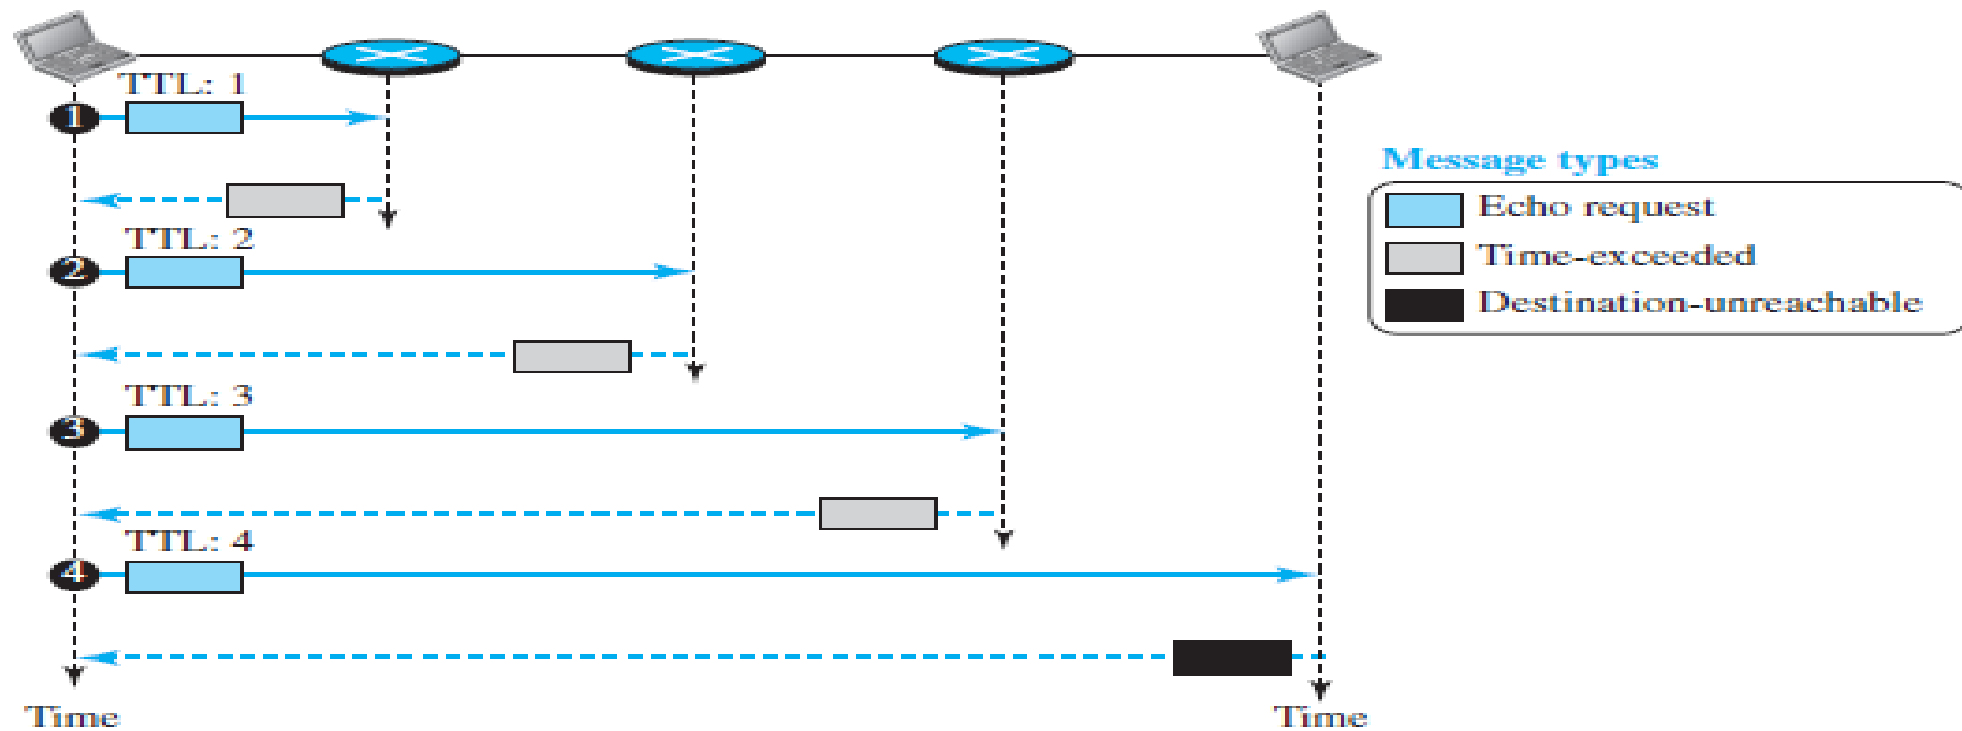 TTL: 1
1
Message types
Echo request
TTL: 2
Time-exceeded
2
Destination-unreachable
TTL: 3
3
TTL: 4
4
Time
Time